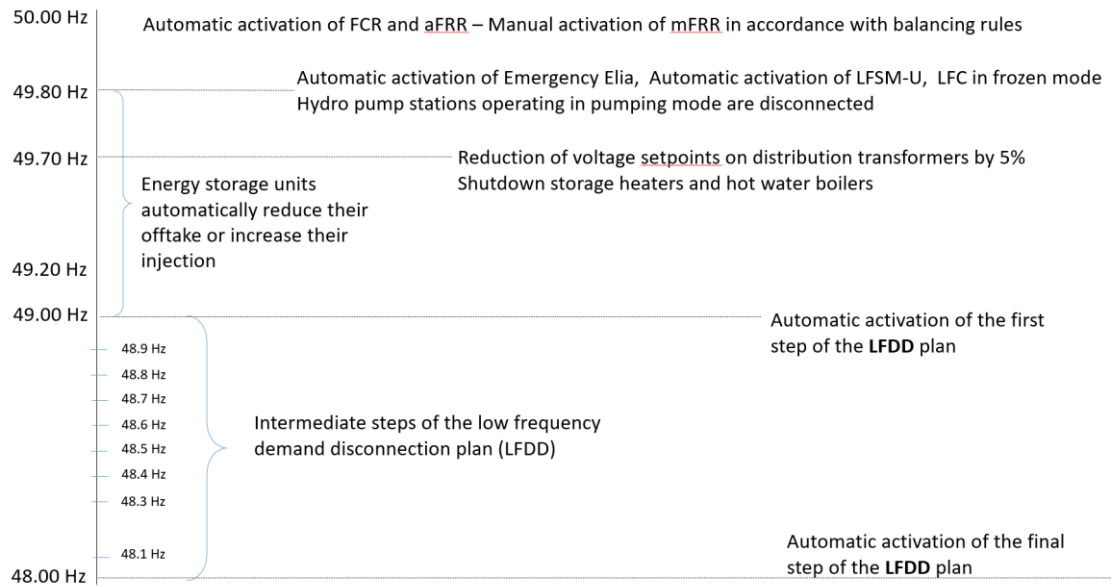 50.00 Hz
Automatic activation of FCR and aFRR – Manual activation of mFRR in accordance with balancing rules
Automatic activation of Emergency Elia, Automatic activation of LFSM-U, LFC in frozen mode
49.80 Hz
Hydro pump stations operating in pumping mode are disconnected
49.70 Hz
Reduction of voltage setpoints on distribution transformers by 5%
Shutdown storage heaters and hot water boilers
Energy storage units
automatically reduce their
offtake or increase their
injection
49.20 Hz
49.00 Hz
Automatic activation of the first
step of the LFDD plan
48.9 Hz
48.8 Hz
48.7 Hz
48.6 Hz
48.5 Hz
48.4 Hz
48.3 Hz
48.1 Hz
Intermediate steps of the low frequency
demand disconnection plan (LFDD)
Automatic activation of the final
step of the LFDD plan
48.00 Hz